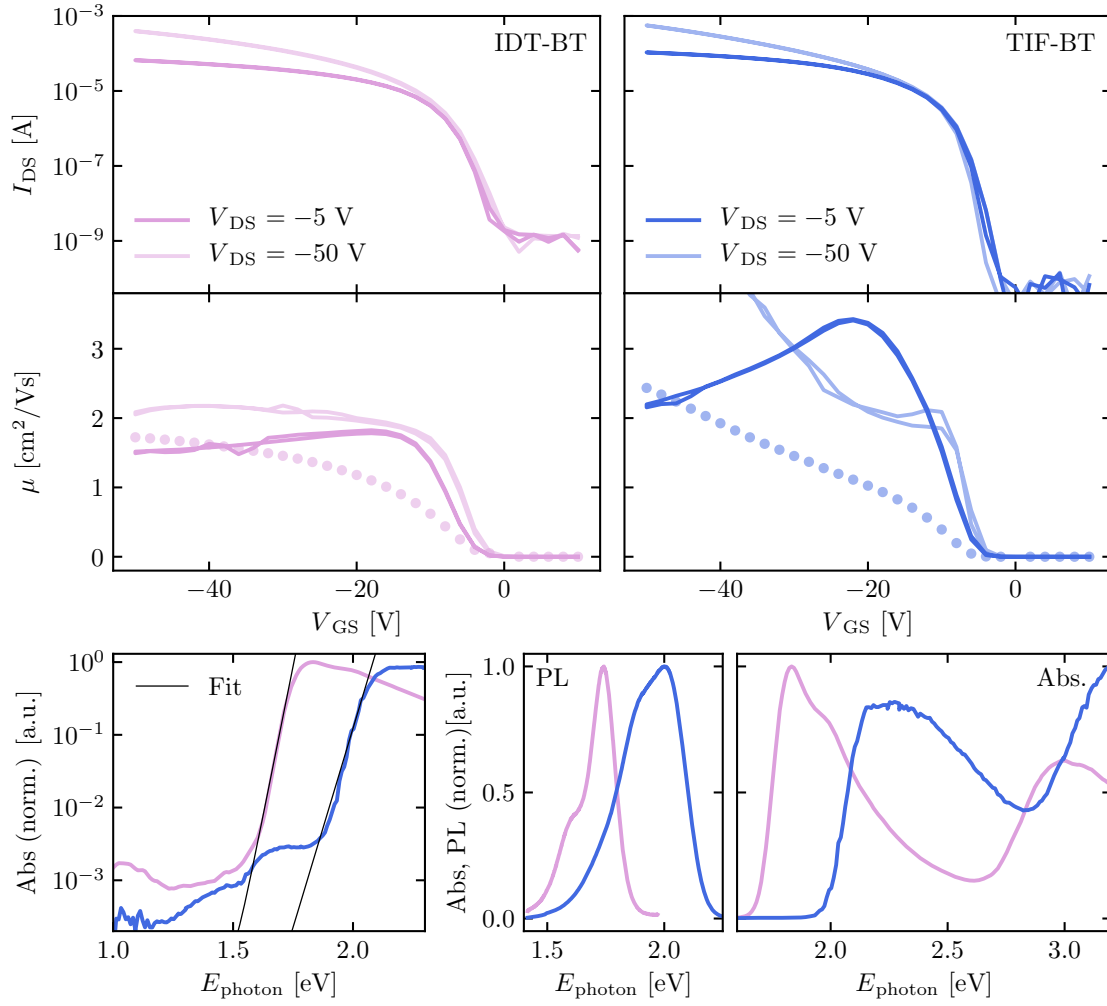 10⁻³
10⁻⁵
10⁻⁷
10⁻⁹
I_DS [A]
IDT-BT
V_DS = −5 V
V_DS = −50 V
TIF-BT
V_DS = −5 V
V_DS = −50 V
3
2
1
0
μ [cm²/Vs]
−40 −20 0
V_GS [V]
−40 −20 0
V_GS [V]
10⁰
10⁻¹
10⁻²
10⁻³
Abs (norm.) [a.u.]
Fit
1.0 1.5 2.0
E_photon [eV]
1.0
0.5
0.0
Abs, PL (norm.)[a.u.]
PL
1.5 2.0
E_photon [eV]
Abs.
2.0 2.5 3.0
E_photon [eV]